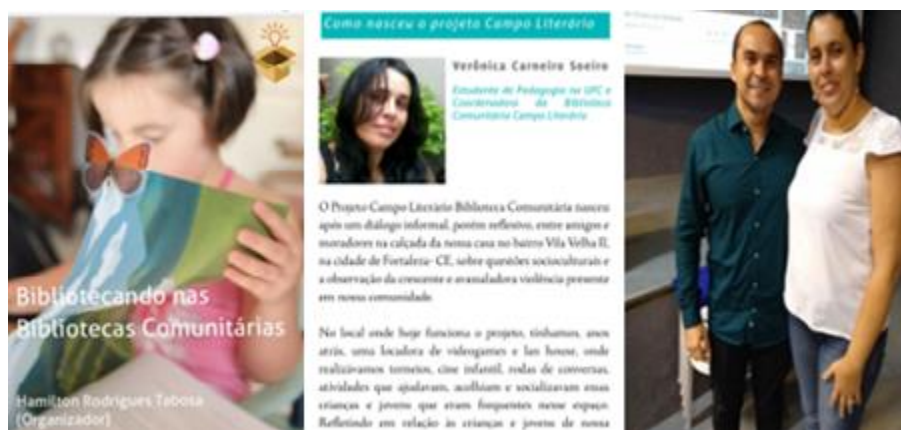 Bibliotecando nas
Bibliotecas Comunitárias
Hamilton Rodrigues Tabosa
(Organizador)
Como nasceu o projeto Campo Literário
Verônica Carneiro Soeiro
Estudante de Pedagogia na UFC e
Coordenadora da Biblioteca
Comunitária Campo Literário
O Projeto Campo Literário Biblioteca Comunitária nasceu
após um diálogo informal, porém reflexivo, entre amigos e
moradores na calçada da nossa casa no bairro Vila Velha II,
na cidade de Fortaleza- CE, sobre questões socioculturais e
a observação da crescente e avassaladora violência presente
em nossa comunidade.
No local onde hoje funciona o projeto, tínhamos, anos
atrás, uma locadora de videogames e lan house, onde
realizávamos torneios, cine infantil, rodas de conversas,
atividades que ajudavam, acolhiam e socializavam essas
crianças e jovens que eram frequentes nesse espaço.
Refletindo em relação às crianças e jovens de nossa